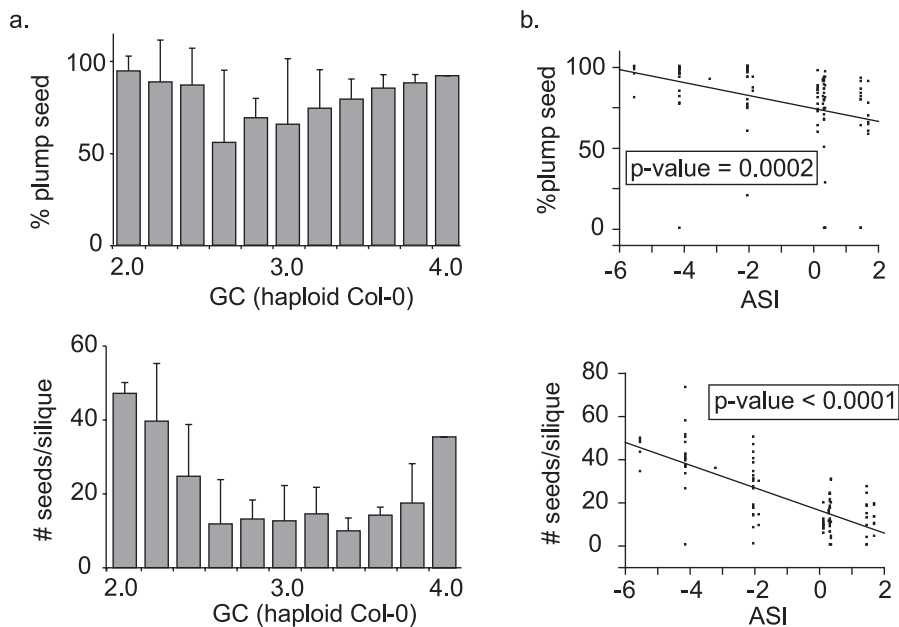 a.
% plump seed
100
50
0
2.0 3.0 4.0
GC (haploid Col-0)
b.
%plump seed
100
50
0
p-value = 0.0002
-6 -4 -2 0 2
ASI
# seeds/silique
60
40
20
0
2.0 3.0 4.0
GC (haploid Col-0)
# seeds/silique
80
60
40
20
0
p-value < 0.0001
-6 -4 -2 0 2
ASI